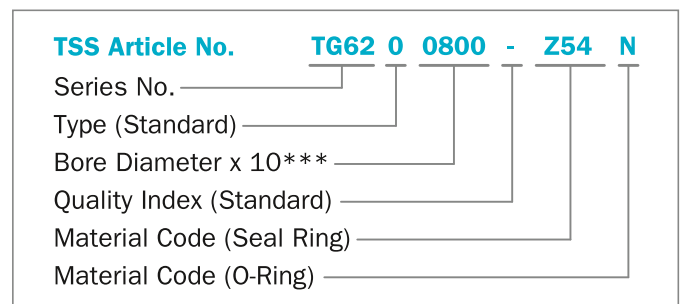 TSS Article No. TG62 0 0800 - Z54 N
Series No.
Type (Standard)
Bore Diameter x 10***
Quality Index (Standard)
Material Code (Seal Ring)
Material Code (O-Ring)